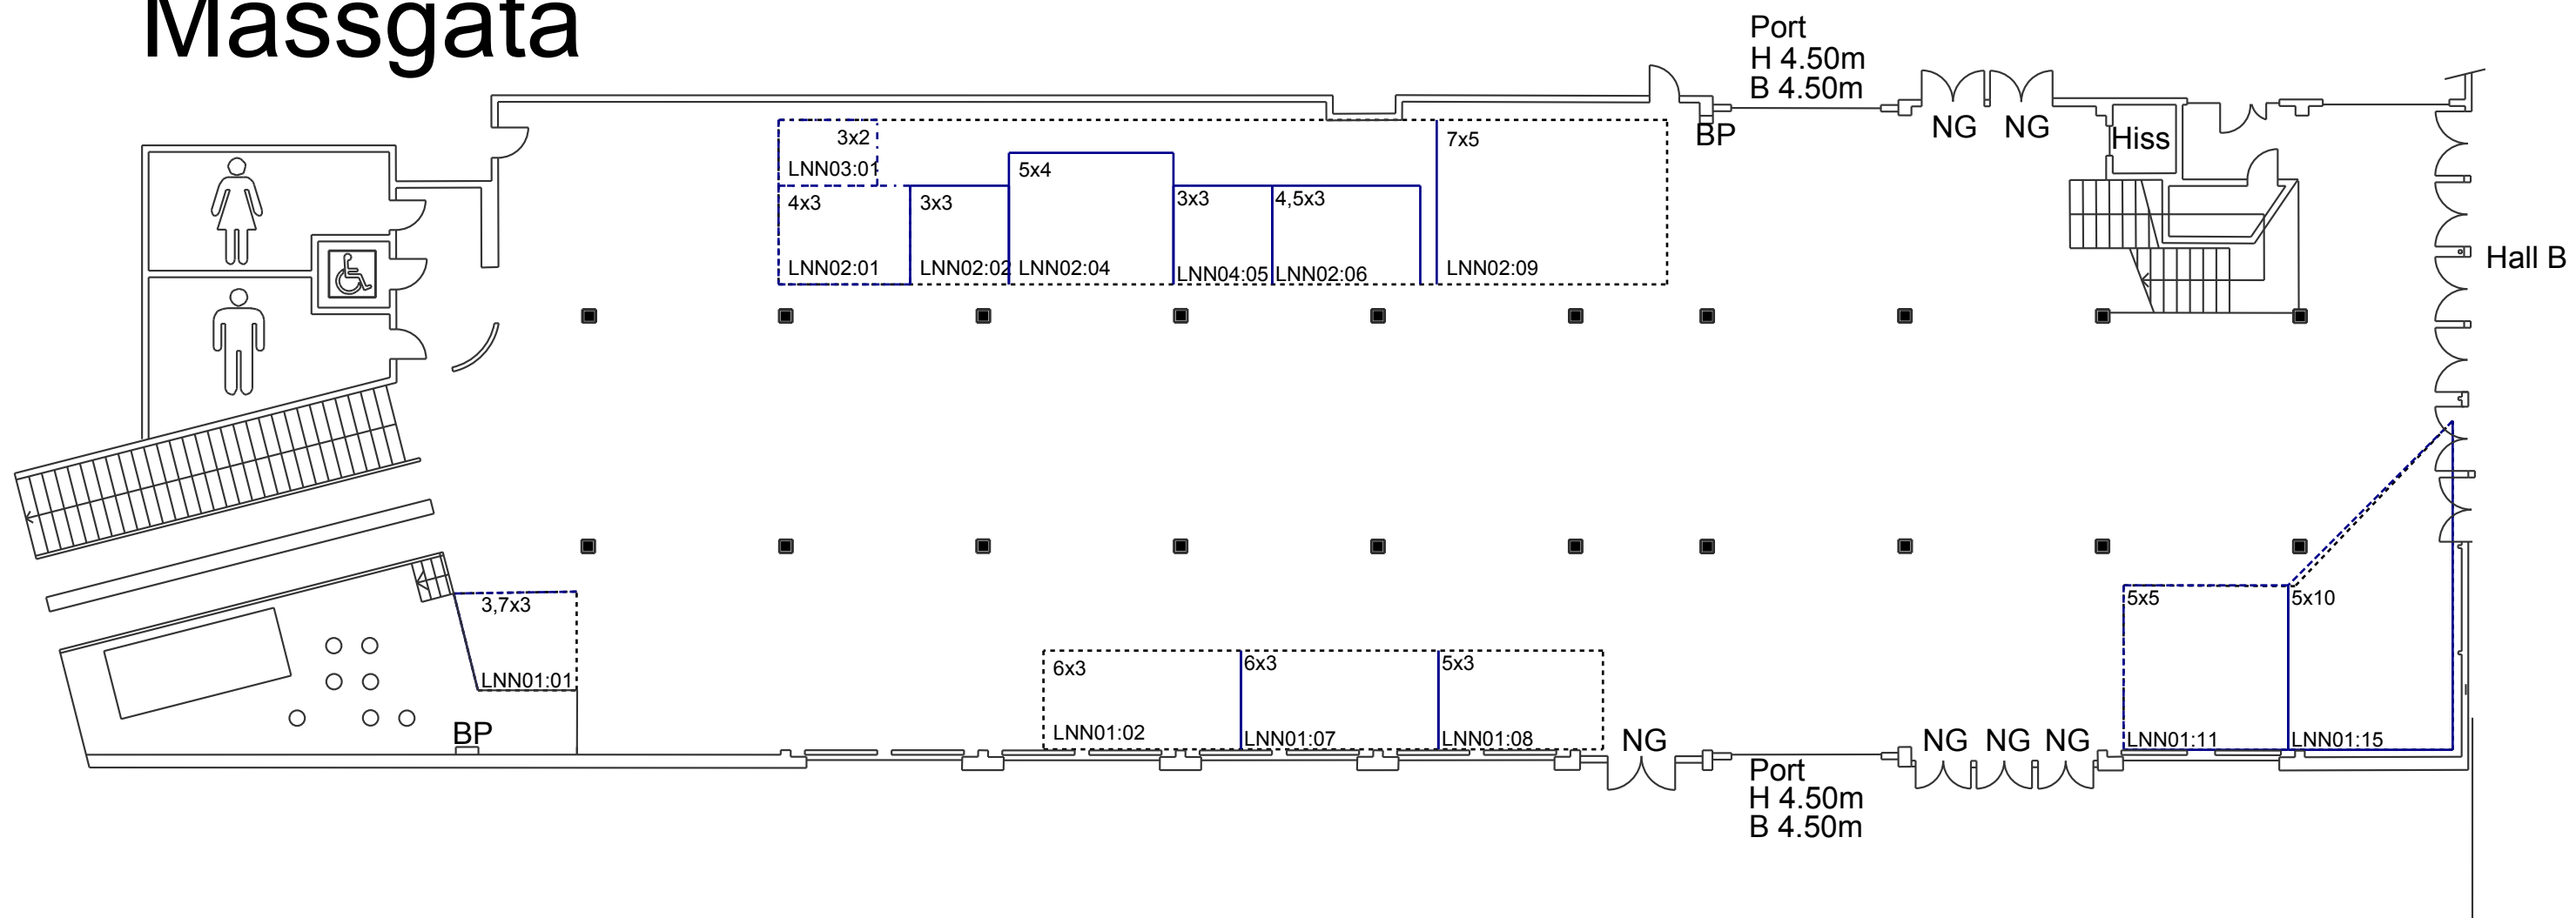 Massgata
Port
H 4.50m
B 4.50m
BP
NG
NG
Hiss
Hall B
3x2
LNN03:01
4x3
LNN02:01
3x3
LNN02:02
5x4
LNN02:04
3x3
LNN04:05
4,5x3
LNN02:06
7x5
LNN02:09
3,7x3
LNN01:01
BP
6x3
LNN01:02
6x3
LNN01:07
5x3
LNN01:08
NG
Port
H 4.50m
B 4.50m
NG
NG
NG
5x5
LNN01:11
5x10
LNN01:15